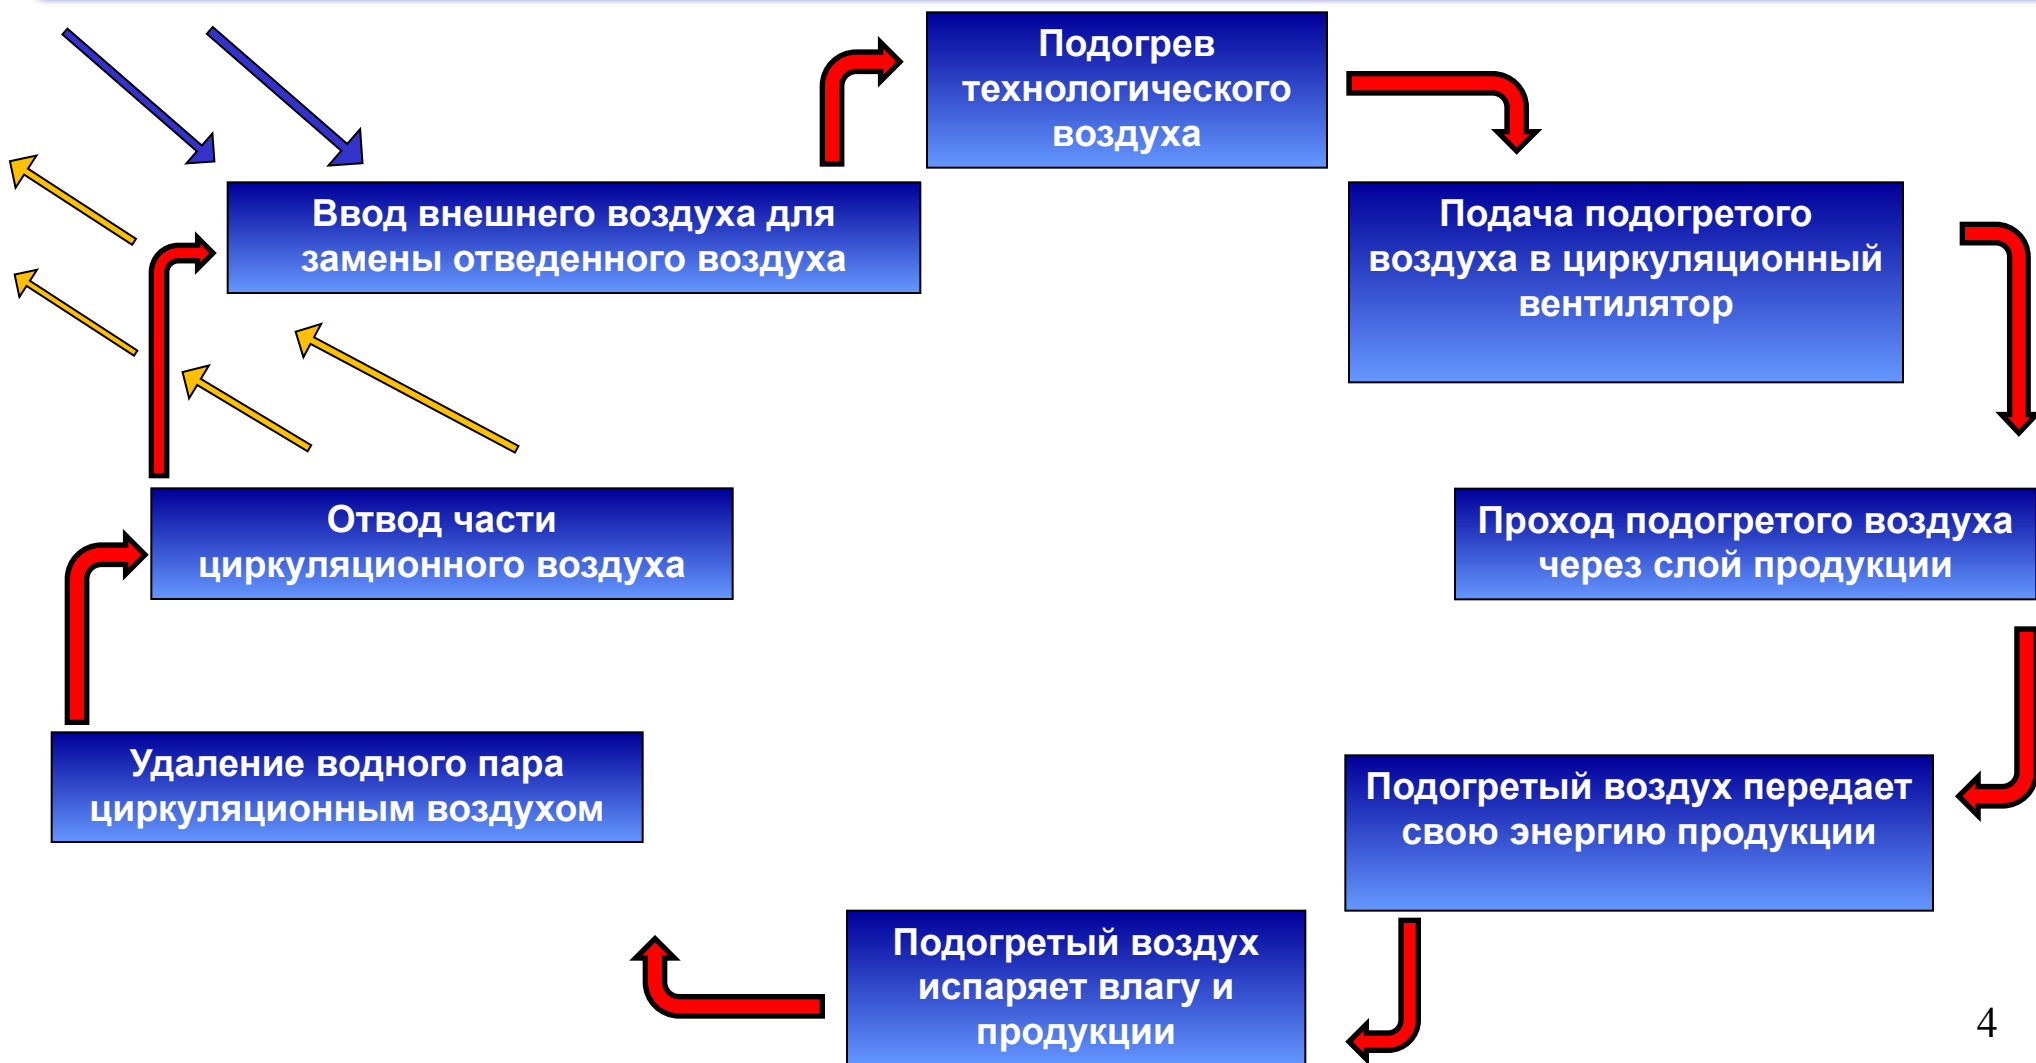 Подогрев
технологического
воздуха
Ввод внешнего воздуха для
замены отведенного воздуха
Подача подогретого
воздуха в циркуляционный
вентилятор
Отвод части
циркуляционного воздуха
Проход подогретого воздуха
через слой продукции
Удаление водного пара
циркуляционным воздухом
Подогретый воздух передает
свою энергию продукции
Подогретый воздух
испаряет влагу и
продукции
4